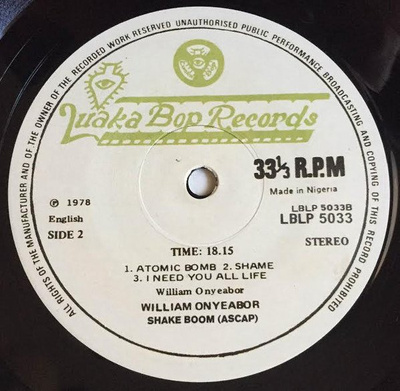 ALL RIGHTS OF THE MANUFACTURER AND OF THE OWNER OF THE RECORDED WORK RESERVED UNAUTHORISED PUBLIC PERFORMANCE BROADCASTING AND COPYING OF THIS RECORD PROHIBITED
Luaka Bop Records
33⅓ R.P.M
Made in Nigeria
℗ 1978
English
SIDE 2
LBLP 5033B
LBLP 5033
STEREO
TIME: 18.15
1. ATOMIC BOMB 2. SHAME
3. I NEED YOU ALL LIFE
William Onyeabor
WILLIAM ONYEABOR
SHAKE BOOM (ASCAP)